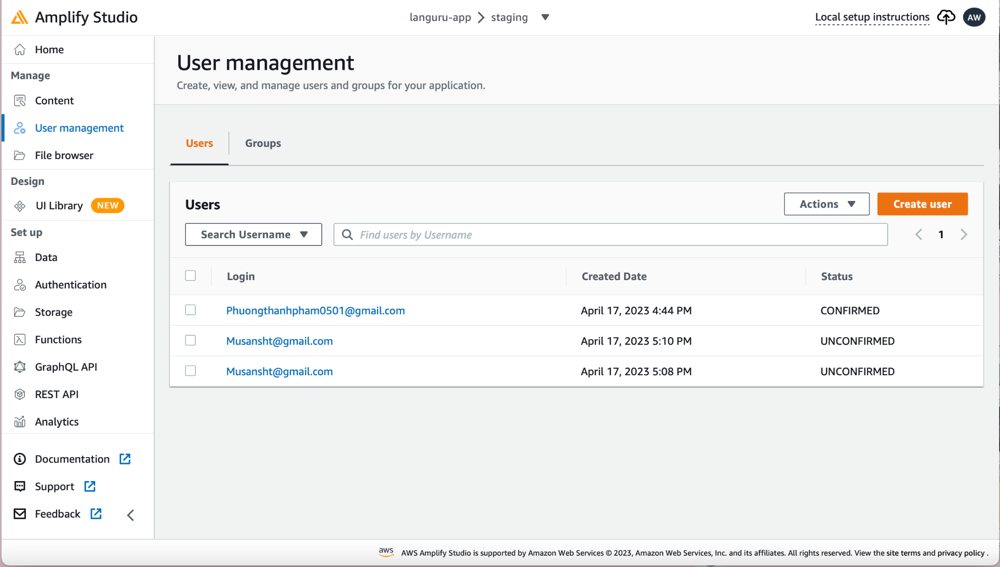 Amplify Studio
languru-app
staging
Local setup instructions
AW
Home
Manage
Content
User management
File browser
Design
UI Library NEW
Set up
Data
Authentication
Storage
Functions
GraphQL API
REST API
Analytics
Documentation
Support
Feedback
User management
Create, view, and manage users and groups for your application.
Users
Groups
Users
Actions
Create user
Search Username
Find users by Username
1
Login Created Date Status
Phuongthanhpham0501@gmail.com April 17, 2023 4:44 PM CONFIRMED
Musansht@gmail.com April 17, 2023 5:10 PM UNCONFIRMED
Musansht@gmail.com April 17, 2023 5:08 PM UNCONFIRMED
aws AWS Amplify Studio is supported by Amazon Web Services © 2023, Amazon Web Services, Inc. and its affiliates. All rights reserved. View the site terms and privacy policy .